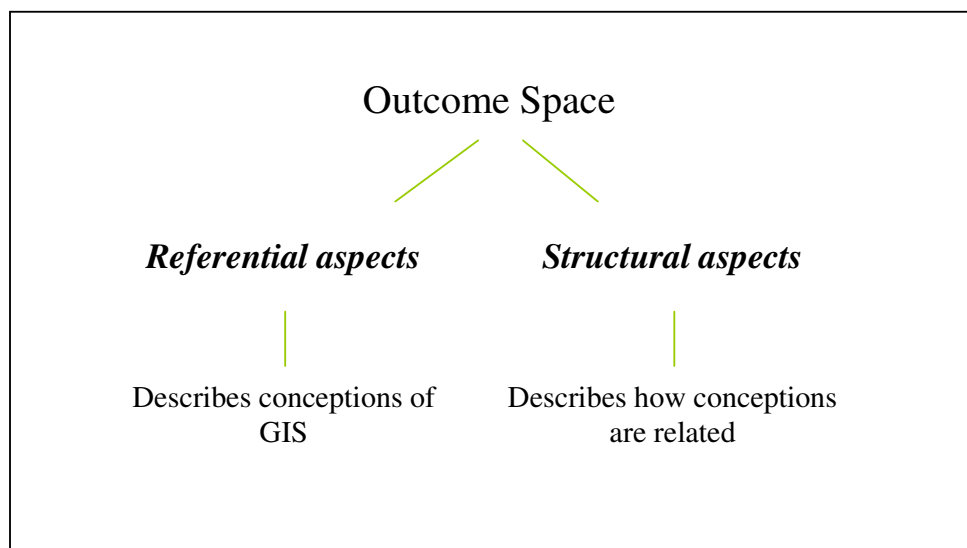 Outcome Space
Referential aspects
Structural aspects
Describes conceptions of
GIS
Describes how conceptions
are related